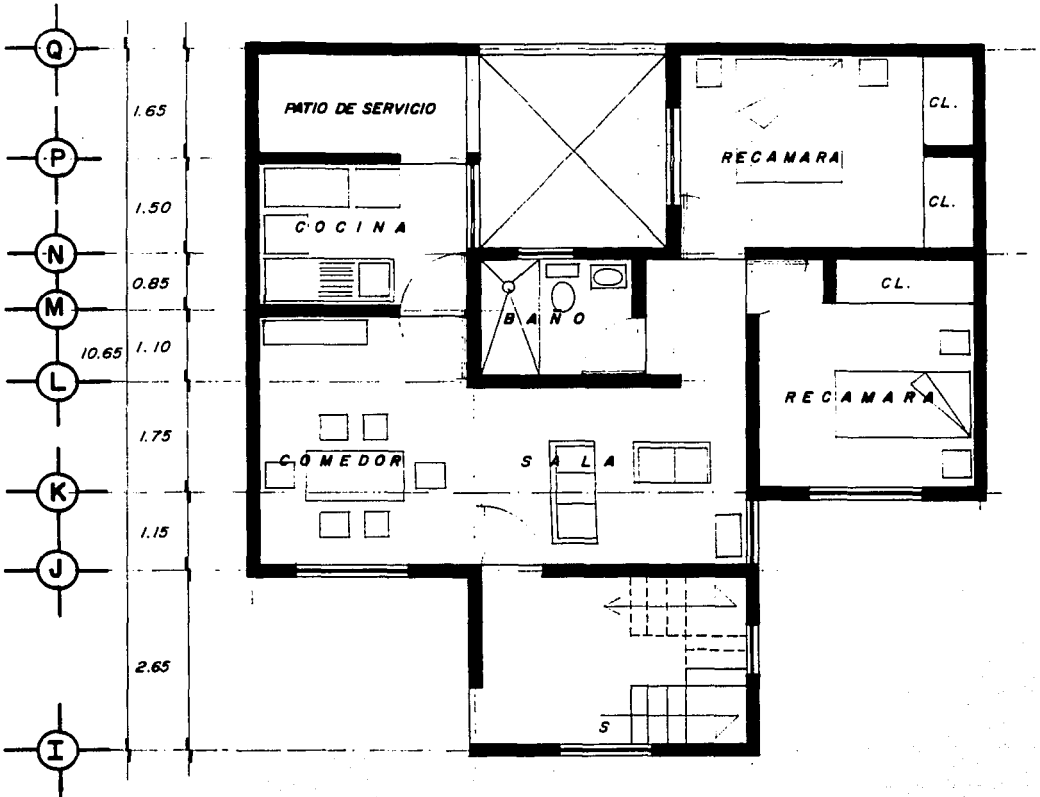 Q
1.65
PATIO DE SERVICIO
CL.
P
RECAMARA
1.50
CL.
COCINA
N
0.85
CL.
M
BAÑO
10.65
1.10
L
RECAMARA
1.75
COMEDOR
SALA
K
1.15
J
2.65
S
I